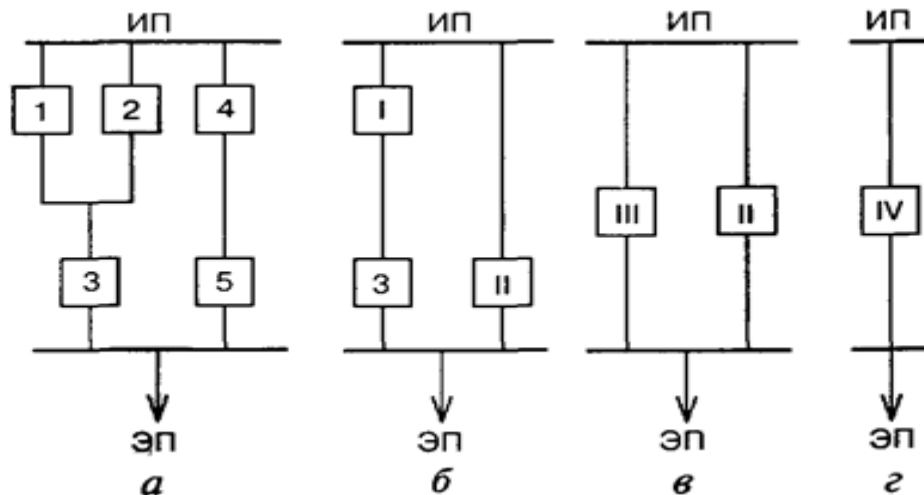 ИП ИП ИП ИП
1 2 4 I
III II IV
3 5 3 II
ЭП ЭП ЭП ЭП
а б в г